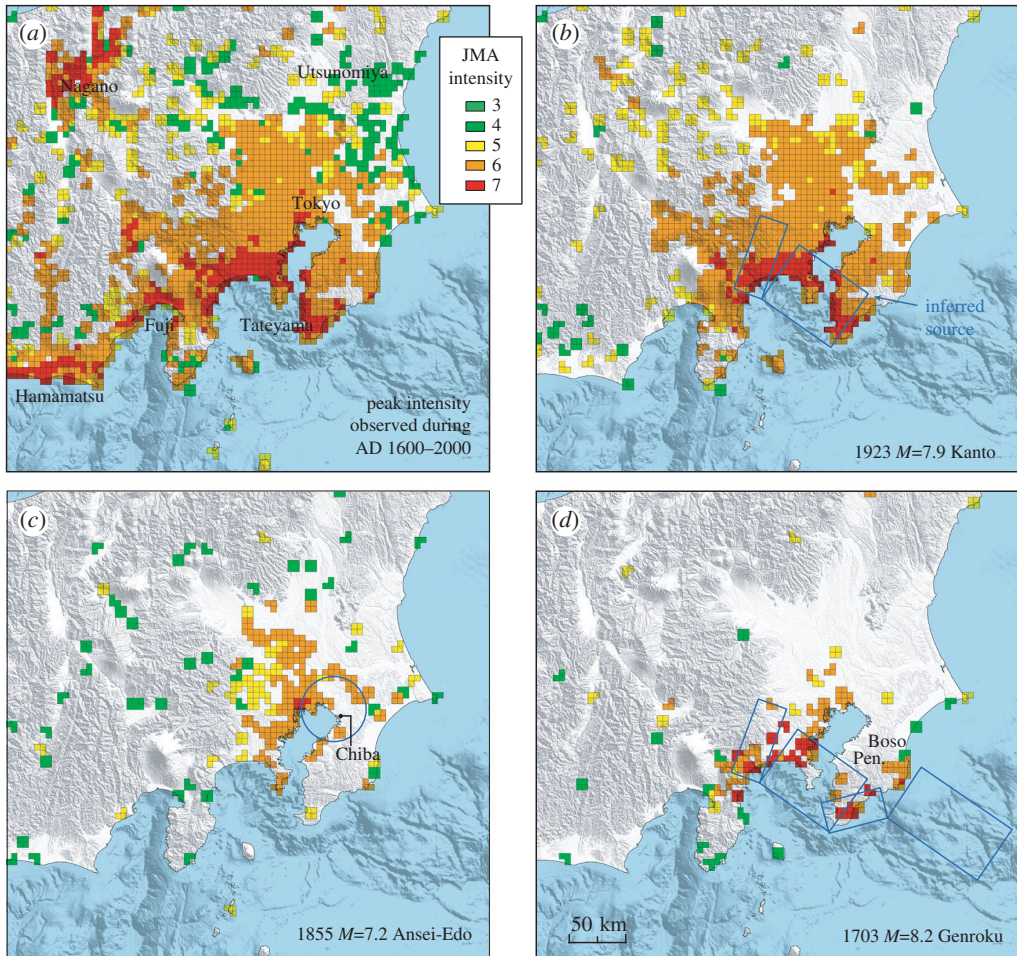 (a)
JMA
intensity
3
4
5
6
7
Utsunomiya
Nagano
Tokyo
Fuji
Tateyama
Hamamatsu
peak intensity
observed during
AD 1600–2000
(b)
inferred
source
1923 M=7.9 Kanto
(c)
Chiba
1855 M=7.2 Ansei-Edo
(d)
Boso
Pen.
50 km
1703 M=8.2 Genroku